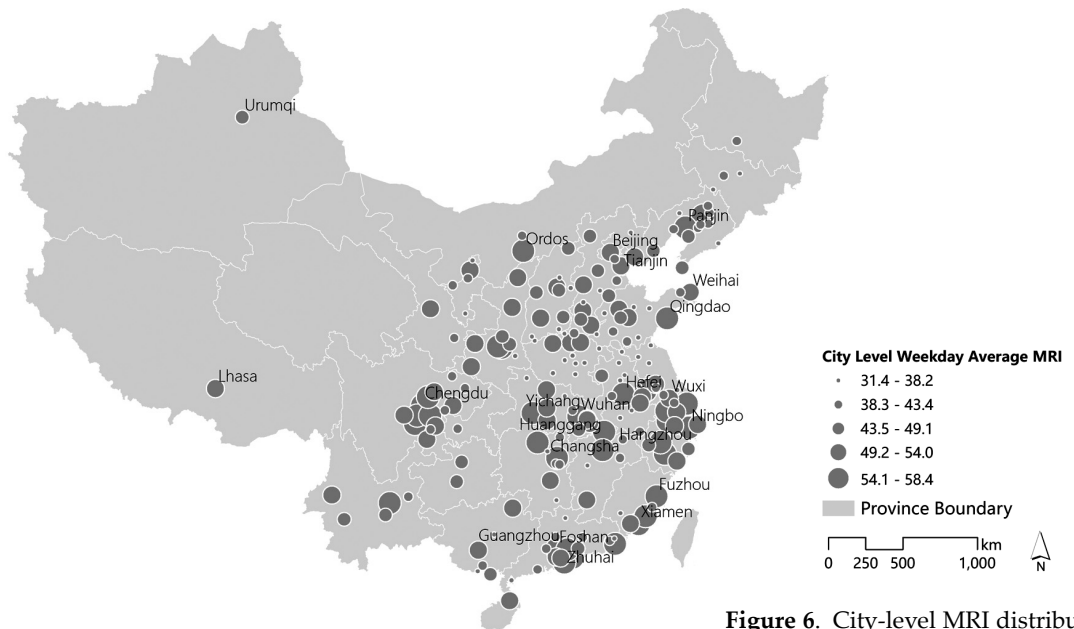 Urumqi
Lhasa
Ordos
Beijing
Tianjin
Panjin
Weihai
Qingdao
Chengdu
Yichang
Wuhan
Huanggang
Changsha
Hefei
Wuxi
Ningbo
Hangzhou
Fuzhou
Xiamen
Guangzhou
Foshan
Zhuhai
City Level Weekday Average MRI
31.4 - 38.2
38.3 - 43.4
43.5 - 49.1
49.2 - 54.0
54.1 - 58.4
Province Boundary
km
0 250 500 1,000
N
Figure 6. City-level MRI distribu